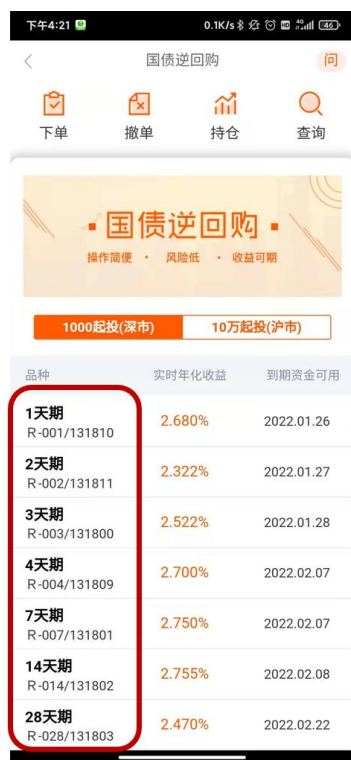 下午4:21
0.1K/s
HD
4G
46
国债逆回购
问
下单
撤单
持仓
查询
国债逆回购
操作简便 · 风险低 · 收益可期
1000起投(深市)
10万起投(沪市)
品种 实时年化收益 到期资金可用
1天期
R-001/131810
2.680% 2022.01.26
2天期
R-002/131811
2.322% 2022.01.27
3天期
R-003/131800
2.522% 2022.01.28
4天期
R-004/131809
2.700% 2022.02.07
7天期
R-007/131801
2.750% 2022.02.07
14天期
R-014/131802
2.755% 2022.02.08
28天期
R-028/131803
2.470% 2022.02.22